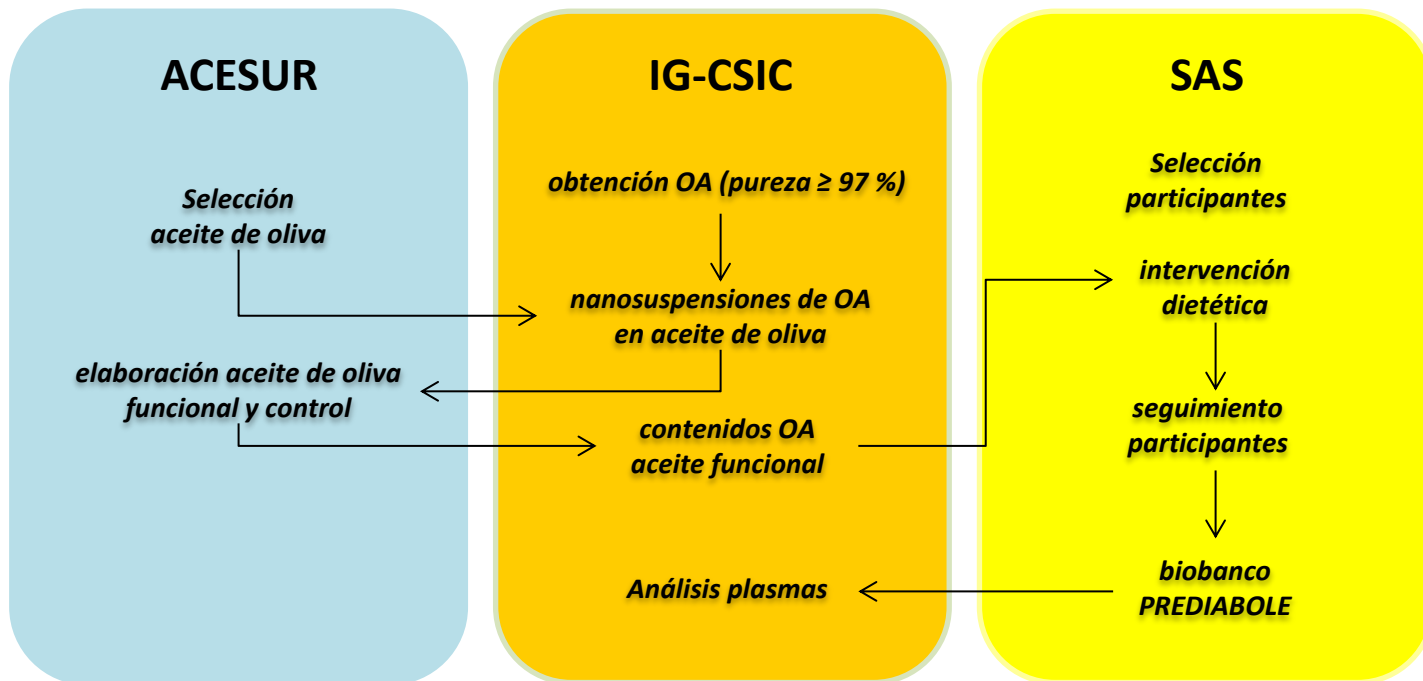 ACESUR
Selección
aceite de oliva
elaboración aceite de oliva
funcional y control
IG-CSIC
obtención OA (pureza ≥ 97 %)
nanosuspensiones de OA
en aceite de oliva
contenidos OA
aceite funcional
Análisis plasmas
SAS
Selección
participantes
intervención
dietética
seguimiento
participantes
biobanco
PREDIABOLE